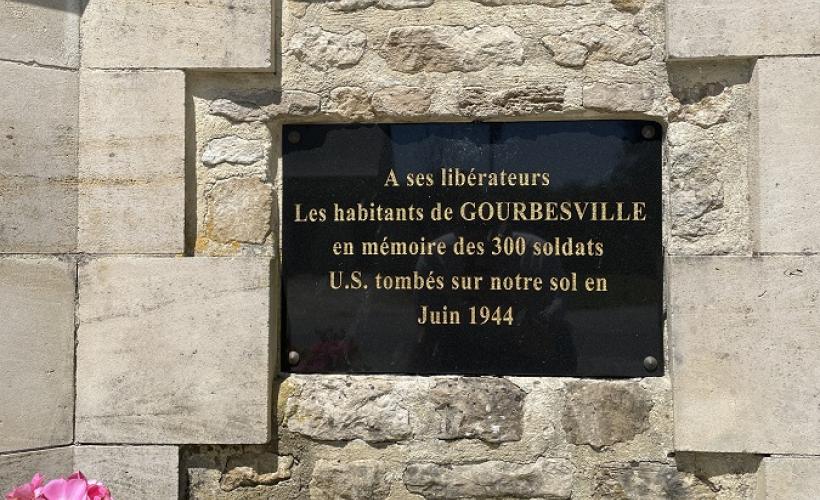 A ses libérateurs
Les habitants de GOURBESVILLE
en mémoire des 300 soldats
U.S. tombés sur notre sol en
Juin 1944